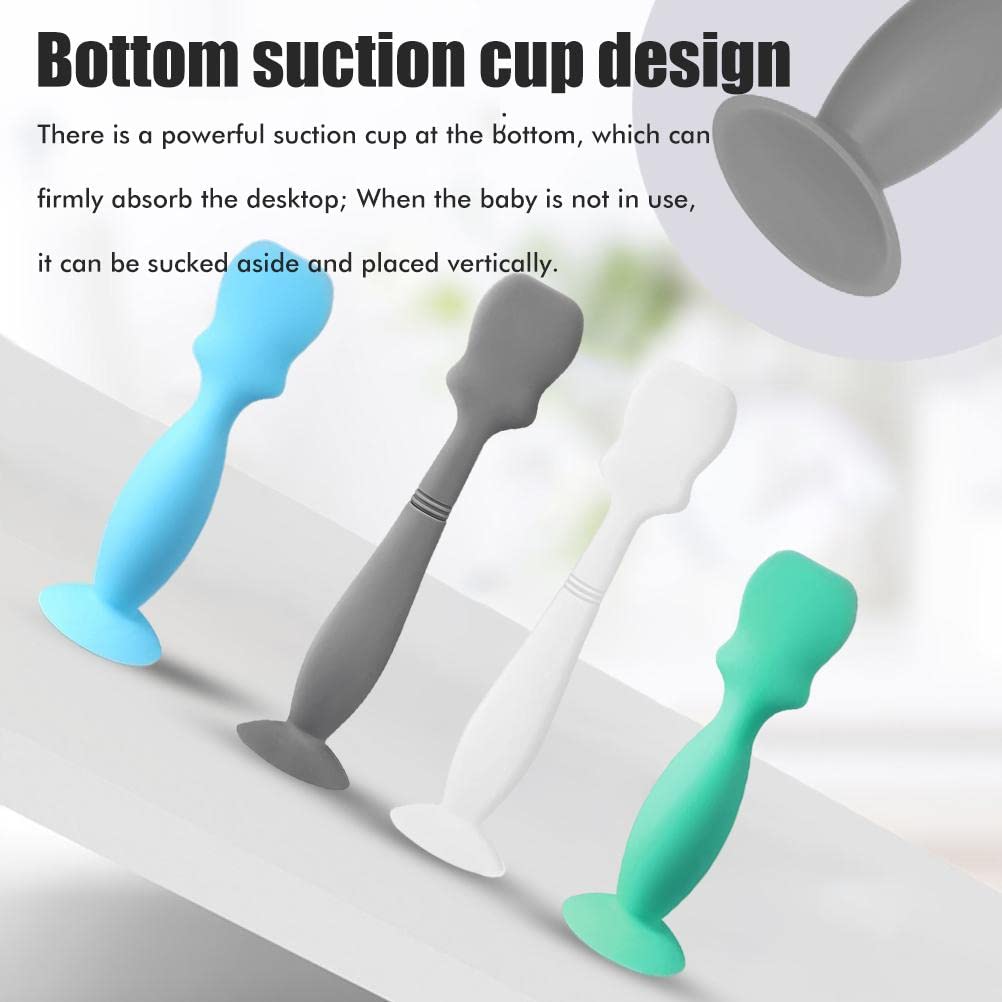 Bottom suction cup design
There is a powerful suction cup at the bottom, which can
firmly absorb the desktop; When the baby is not in use,
it can be sucked aside and placed vertically.